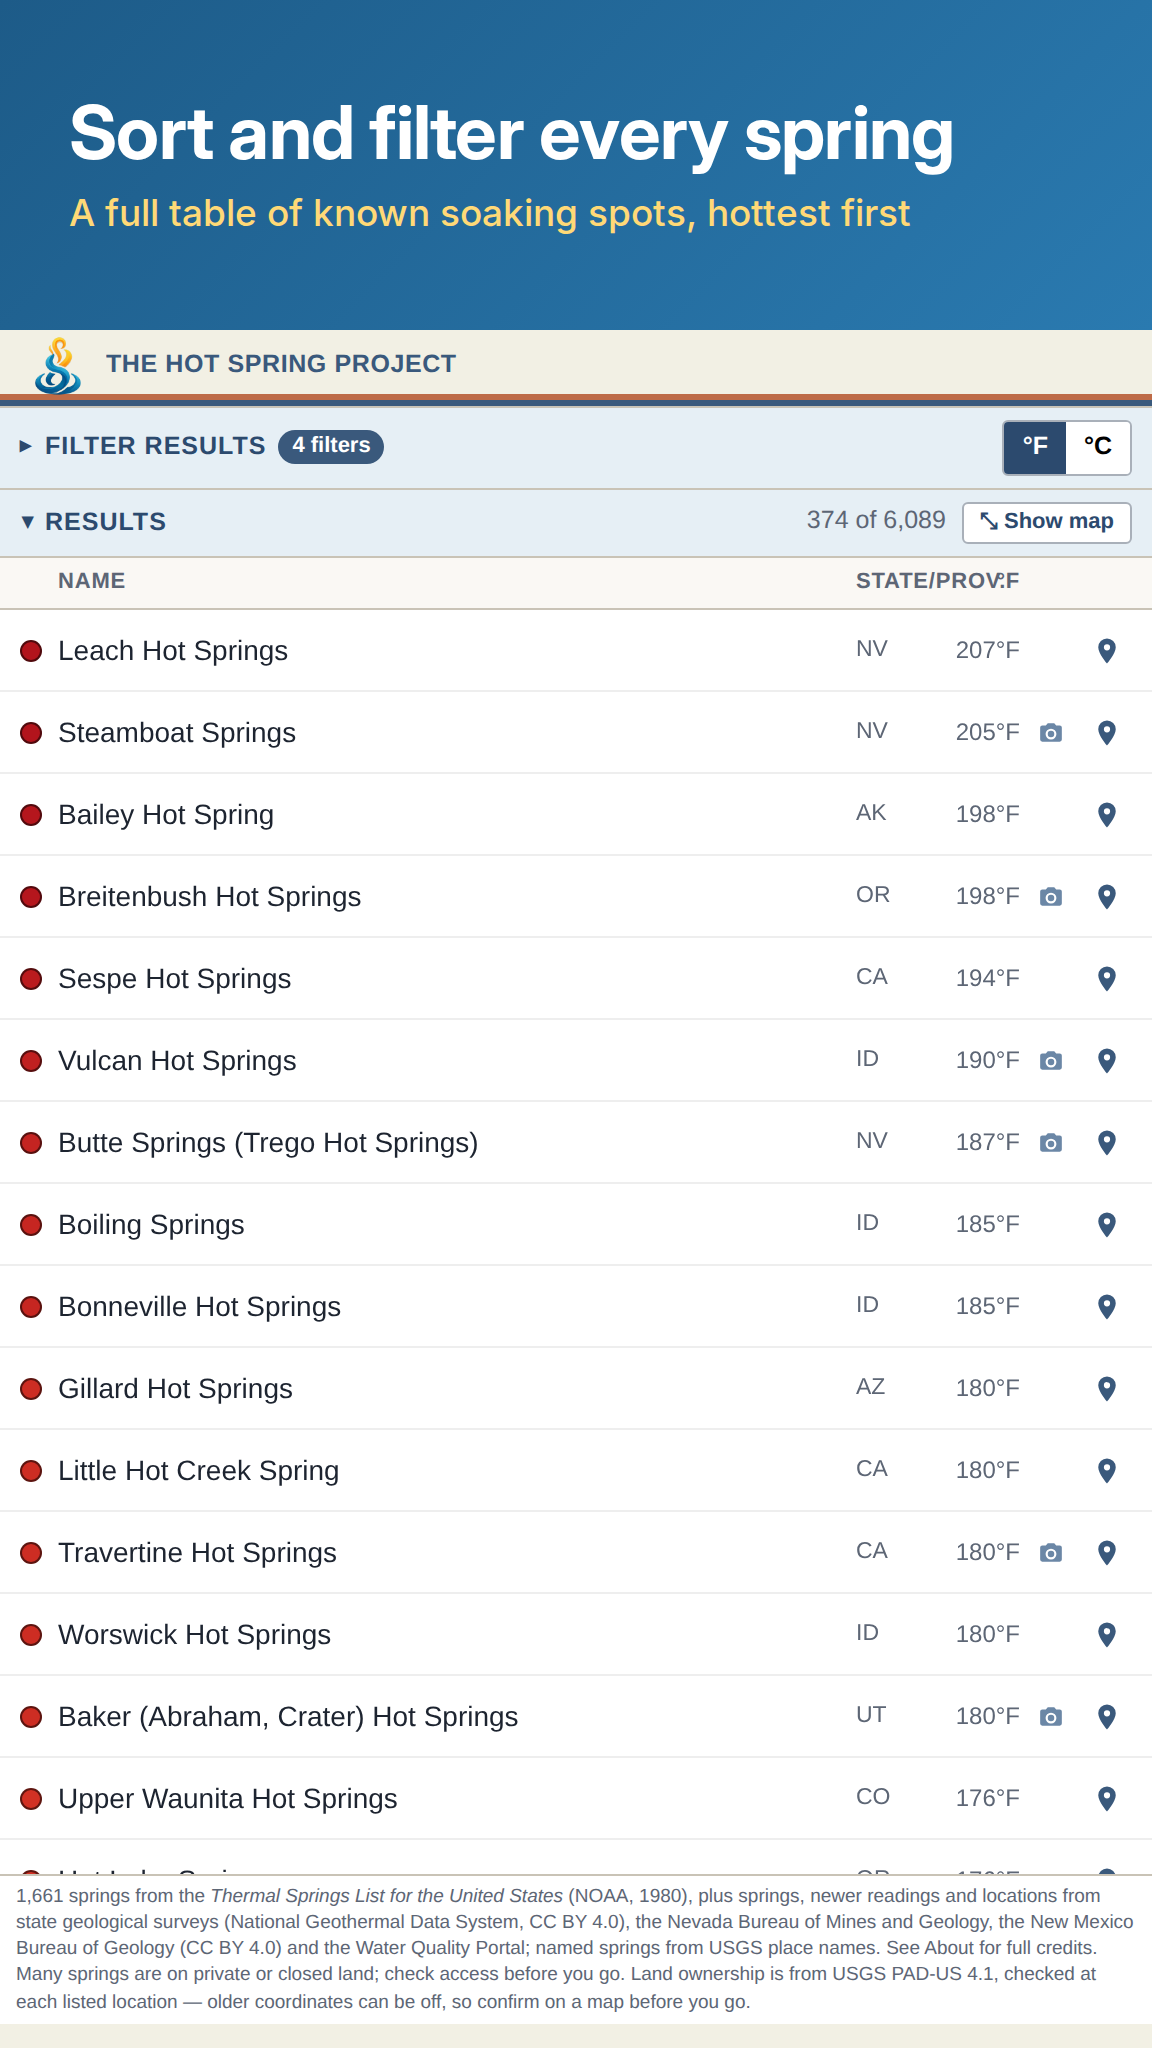 Sort and filter every spring
A full table of known soaking spots, hottest first
THE HOT SPRING PROJECT
▸ FILTER RESULTS 4 filters °F °C
▾ RESULTS 374 of 6,089 ⤡ Show map
NAME STATE/PROV. °F
Leach Hot Springs NV 207°F
Steamboat Springs NV 205°F
Bailey Hot Spring AK 198°F
Breitenbush Hot Springs OR 198°F
Sespe Hot Springs CA 194°F
Vulcan Hot Springs ID 190°F
Butte Springs (Trego Hot Springs) NV 187°F
Boiling Springs ID 185°F
Bonneville Hot Springs ID 185°F
Gillard Hot Springs AZ 180°F
Little Hot Creek Spring CA 180°F
Travertine Hot Springs CA 180°F
Worswick Hot Springs ID 180°F
Baker (Abraham, Crater) Hot Springs UT 180°F
Upper Waunita Hot Springs CO 176°F
1,661 springs from the Thermal Springs List for the United States (NOAA, 1980), plus springs, newer readings and locations from
state geological surveys (National Geothermal Data System, CC BY 4.0), the Nevada Bureau of Mines and Geology, the New Mexico
Bureau of Geology (CC BY 4.0) and the Water Quality Portal; named springs from USGS place names. See About for full credits.
Many springs are on private or closed land; check access before you go. Land ownership is from USGS PAD-US 4.1, checked at
each listed location — older coordinates can be off, so confirm on a map before you go.